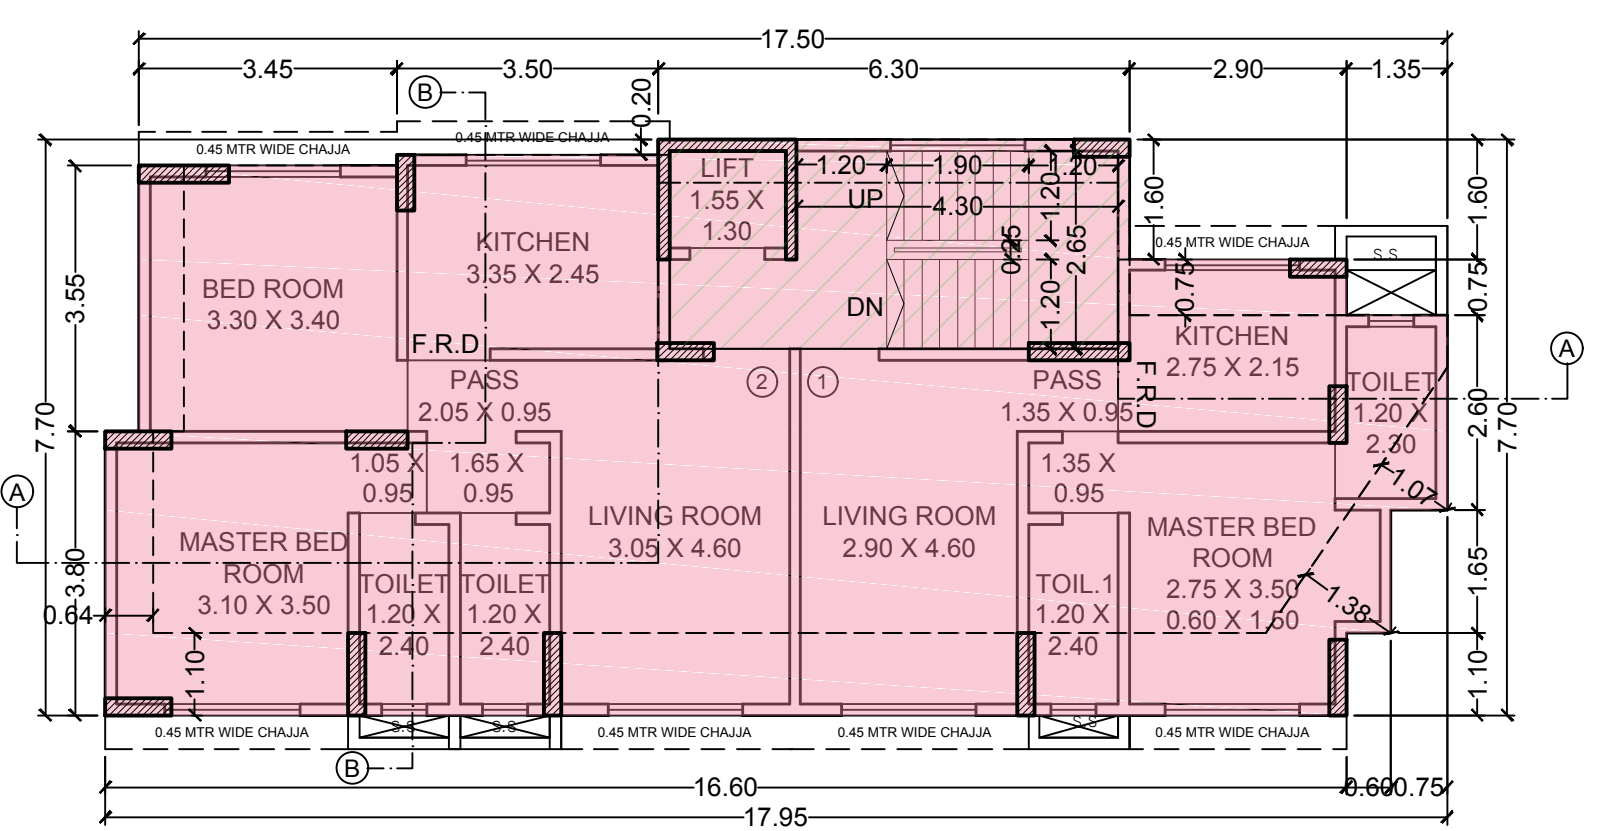 17.50
3.45
3.50
6.30
2.90
1.35
B
0.20
0.45 MTR WIDE CHAJJA
0.45 MTR WIDE CHAJJA
LIFT
1.55 X
1.30
1.20
1.90
1.20
UP
4.30
1.20
0.25
2.65
1.20
DN
1.60
1.60
0.45 MTR WIDE CHAJJA
S.S
0.75
0.75
KITCHEN
3.35 X 2.45
BED ROOM
3.30 X 3.40
3.55
7.70
F.R.D
KITCHEN
2.75 X 2.15
F.R.D
A
PASS
2.05 X 0.95
2
1
PASS
1.35 X 0.95
TOILET
1.20 X
2.30
2.60
7.70
1.07
1.05 X
0.95
1.65 X
0.95
1.35 X
0.95
A
LIVING ROOM
3.05 X 4.60
LIVING ROOM
2.90 X 4.60
MASTER BED
ROOM
3.10 X 3.50
MASTER BED
ROOM
2.75 X 3.50
0.60 X 1.50
1.65
1.38
3.80
0.64
TOILET
1.20 X
2.40
TOILET
1.20 X
2.40
TOIL.1
1.20 X
2.40
1.10
1.10
0.45 MTR WIDE CHAJJA
S.S
S.S
0.45 MTR WIDE CHAJJA
0.45 MTR WIDE CHAJJA
S.S
0.45 MTR WIDE CHAJJA
B
16.60
0.60
0.75
17.95